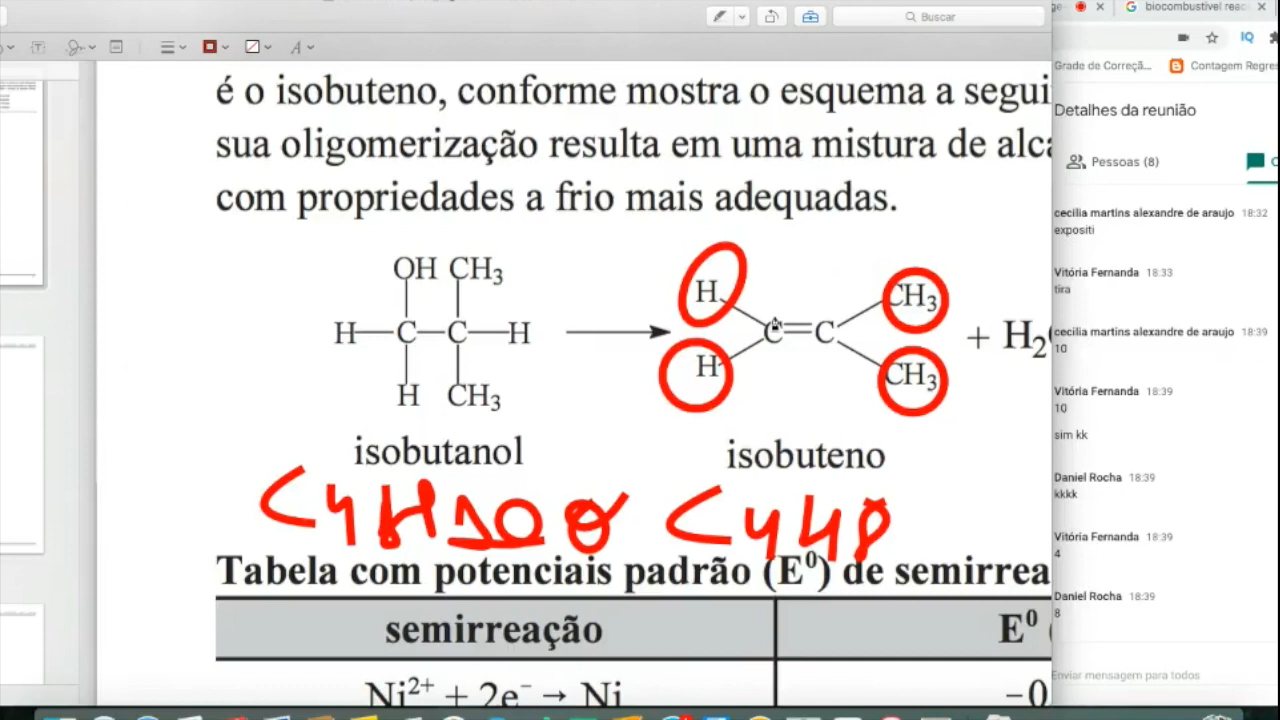 Buscar
biocombustivel reac
Grade de Correçã... Contagem Regres
é o isobuteno, conforme mostra o esquema a segui
sua oligomerização resulta em uma mistura de alca
com propriedades a frio mais adequadas.
OH CH3
H C C H
H CH3
isobutanol
H CH3
C C
H CH3
+ H2
isobuteno
C4H10O C4H8
Tabela com potenciais padrão (E0) de semirrea
semirreação E0 (
Ni2+ + 2e− → Ni −0
Detalhes da reunião
Pessoas (8)
cecilia martins alexandre de araujo 18:32
expositi
Vitória Fernanda 18:33
tira
cecilia martins alexandre de araujo 18:39
10
Vitória Fernanda 18:39
10
sim kk
Daniel Rocha 18:39
kkkk
Vitória Fernanda 18:39
4
Daniel Rocha 18:39
8
Enviar mensagem para todos